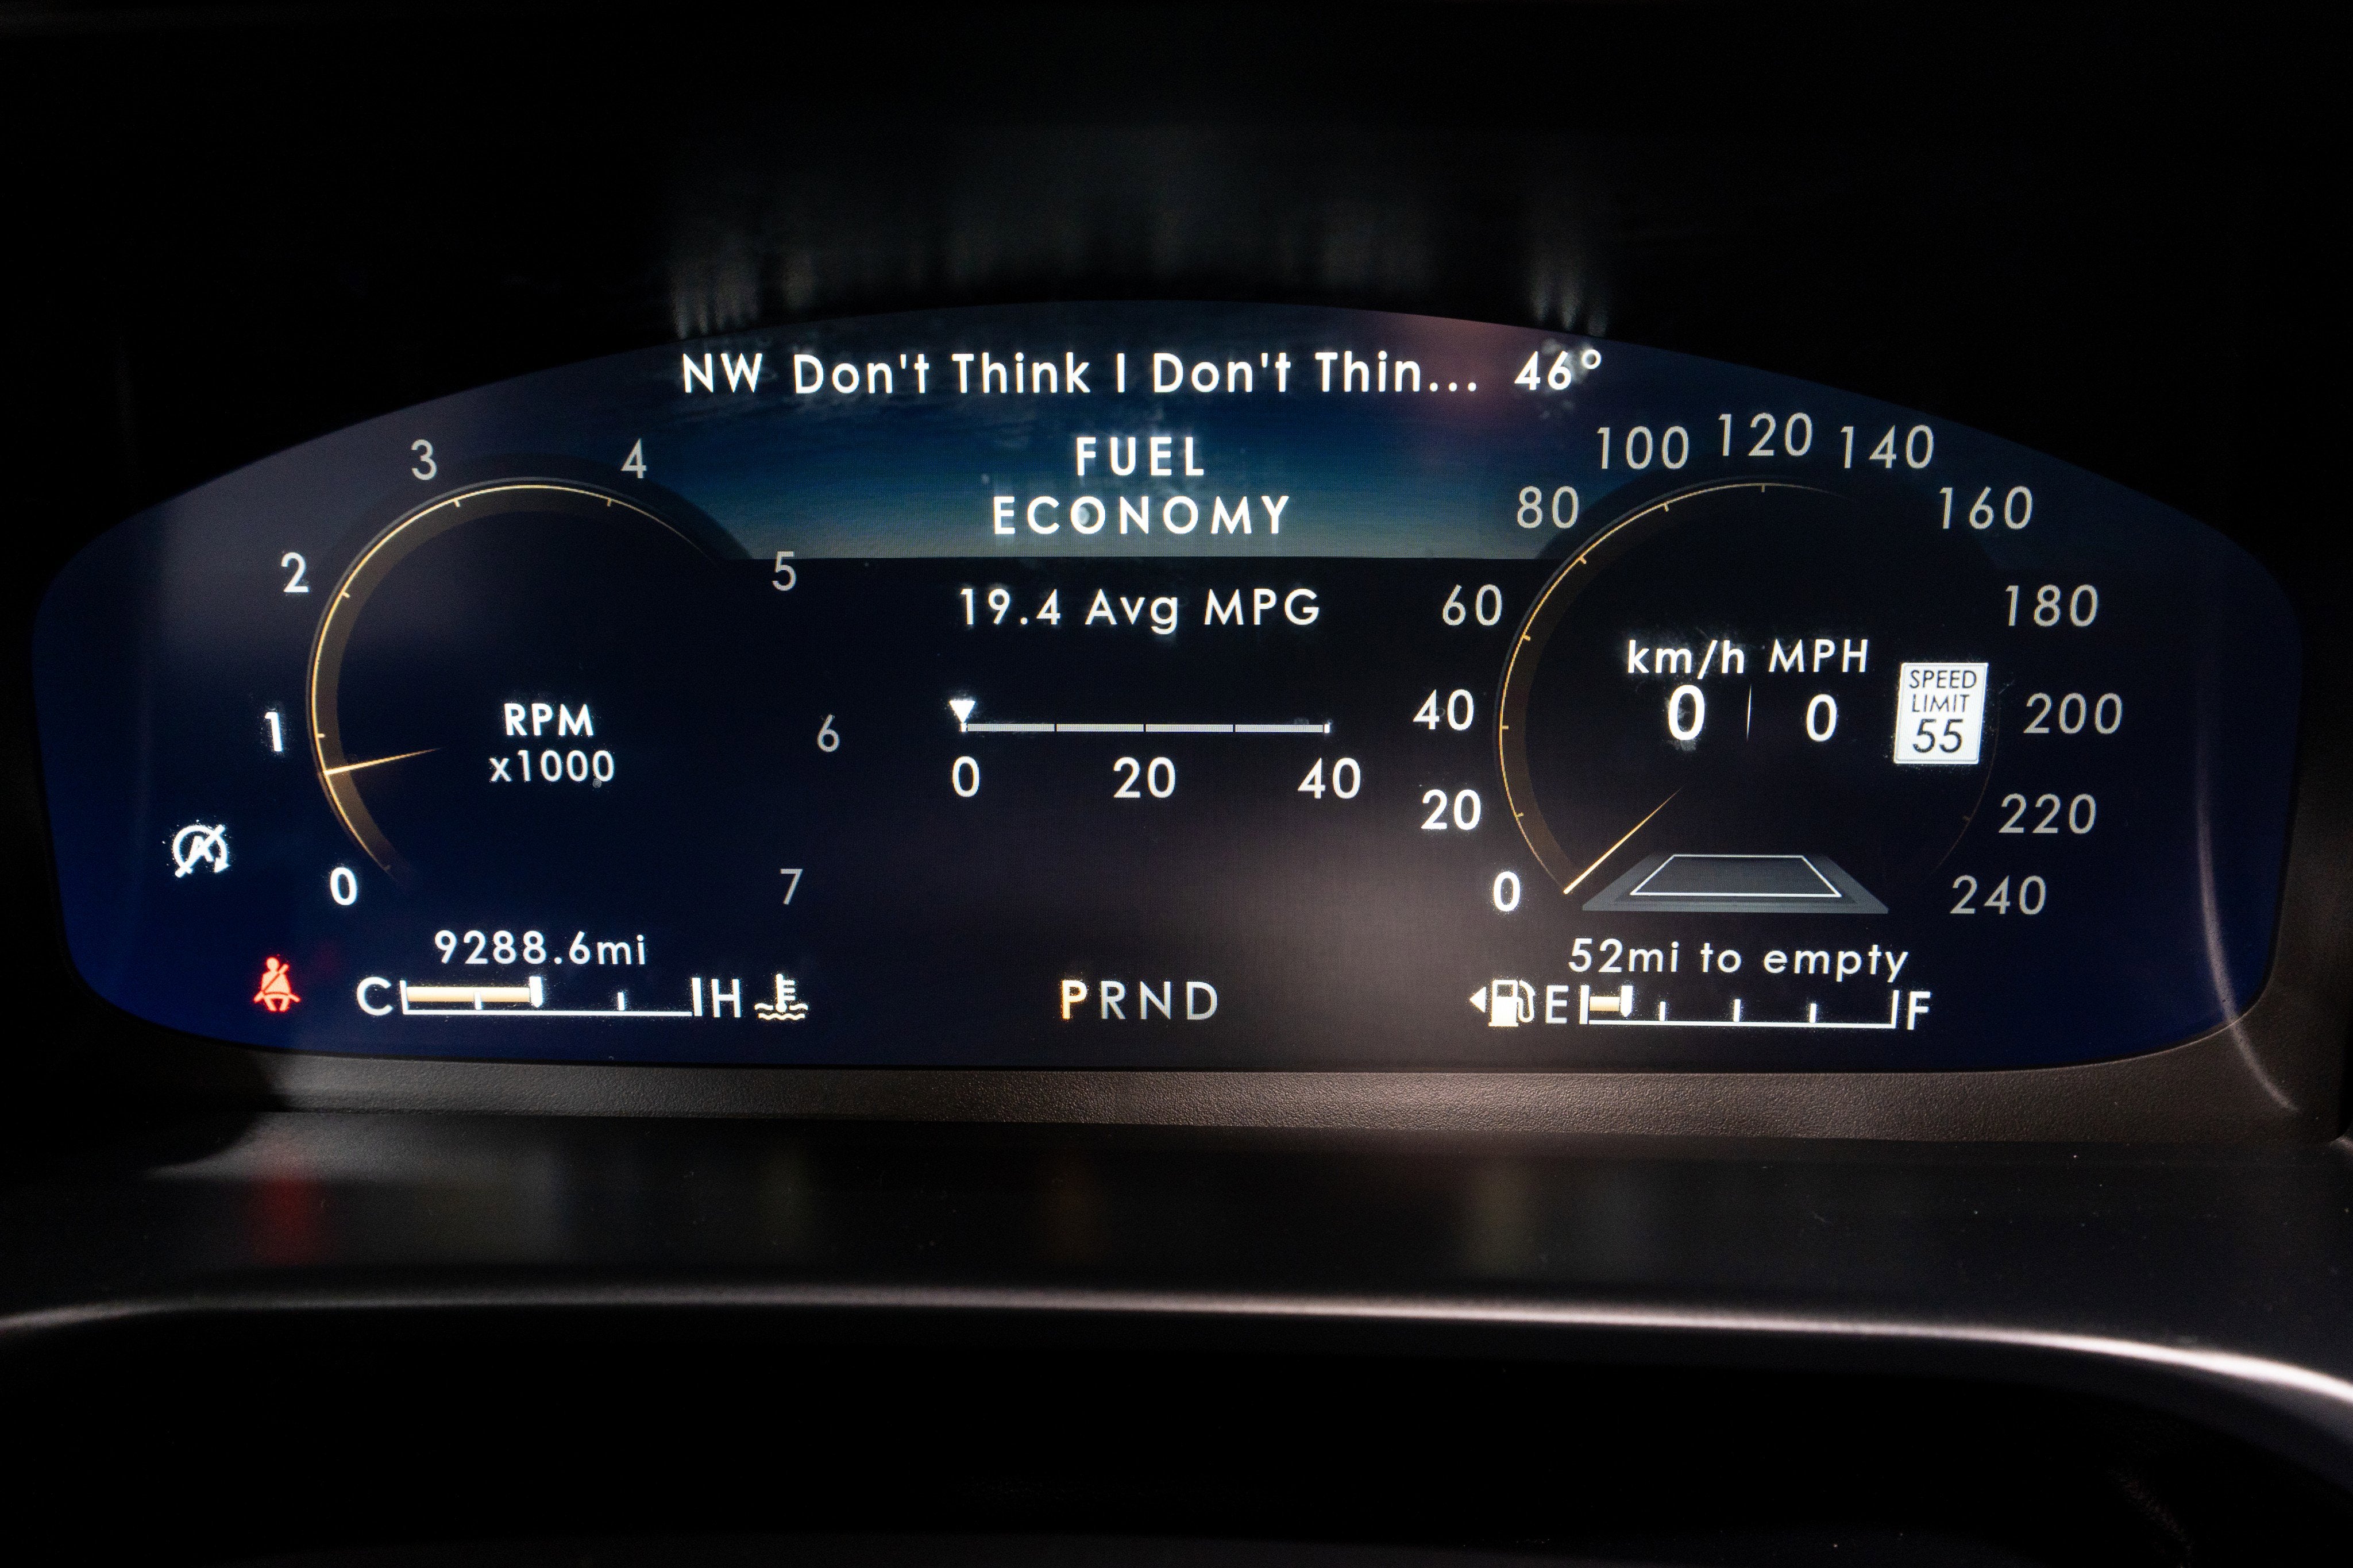 NW Don't Think I Don't Thin... 46°
FUEL
ECONOMY
19.4 Avg MPG
0 20 40
0
1
2
3
4
5
6
7
RPM
x1000
9288.6mi
C H
PRND
0
20
40
60
80
100
120
140
160
180
200
220
240
km/h MPH
0 0
SPEED
LIMIT
55
52mi to empty
E F
A